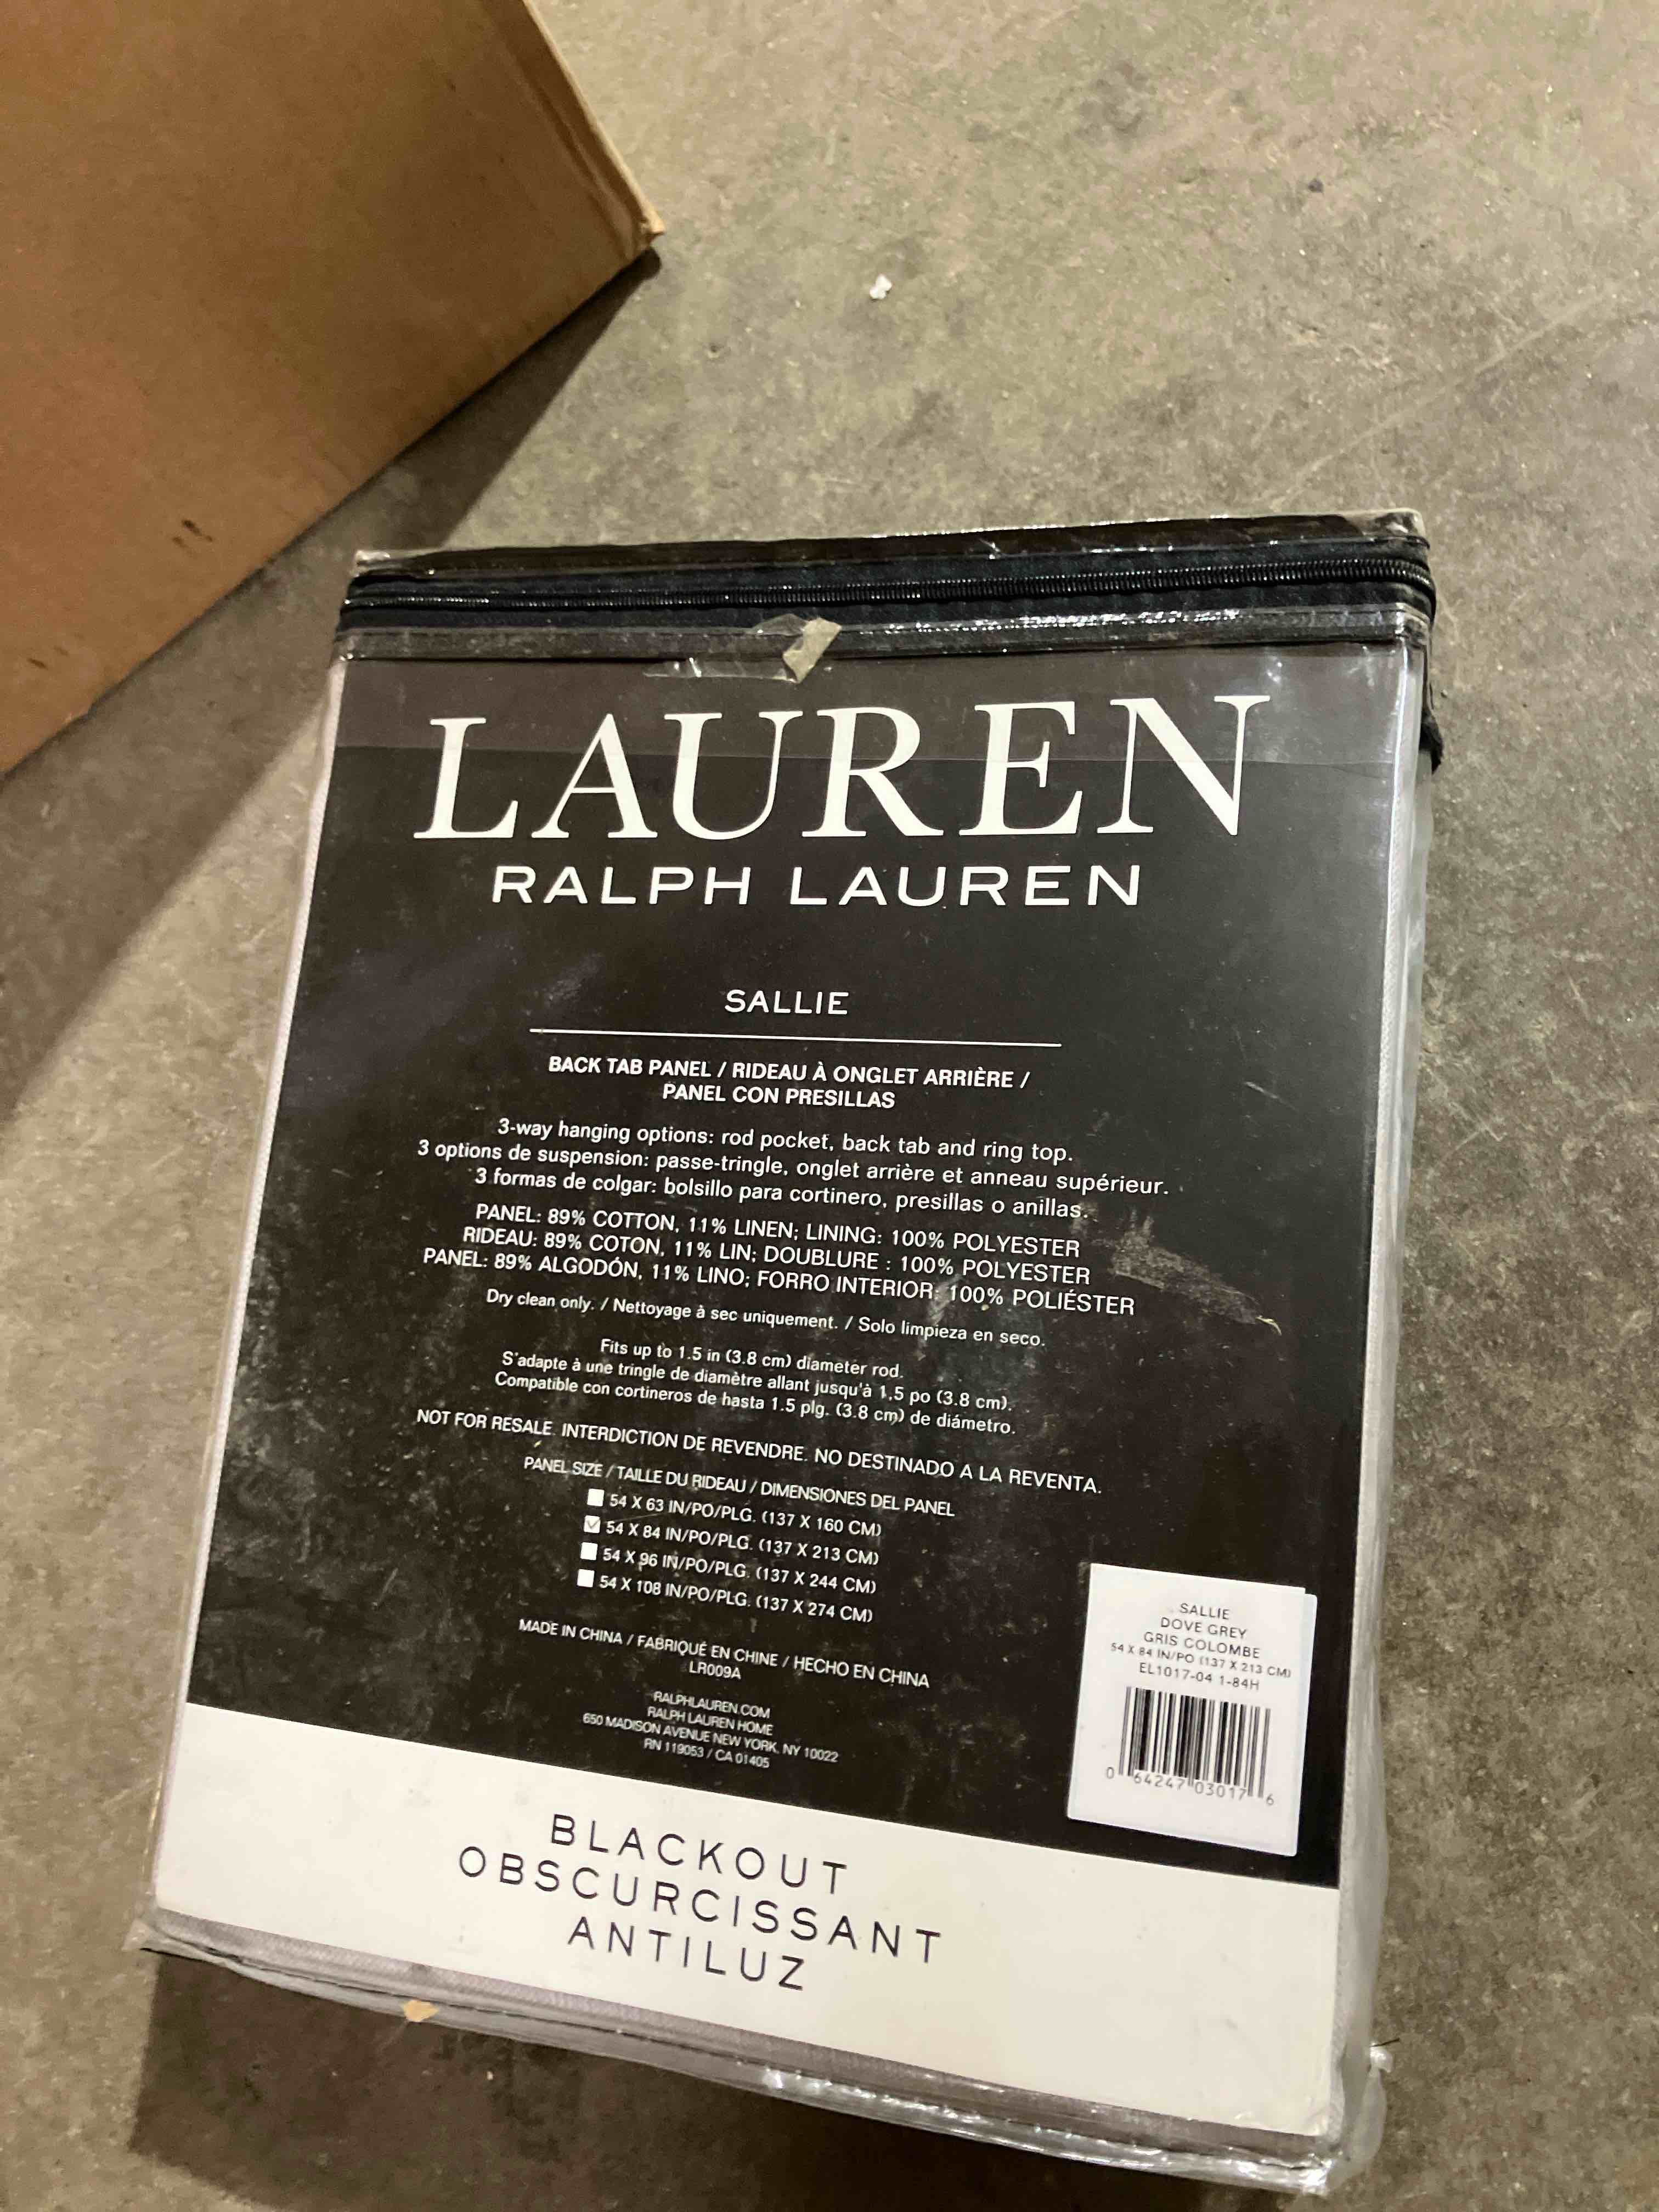 LAUREN
RALPH LAUREN
SALLIE
BACK TAB PANEL / RIDEAU À ONGLET ARRIÈRE /
PANEL CON PRESILLAS
3-way hanging options: rod pocket, back tab and ring top.
3 options de suspension: passe-tringle, onglet arrière et anneau supérieur.
3 formas de colgar: bolsillo para cortinero, presillas o anillas.
PANEL: 89% COTTON, 11% LINEN; LINING: 100% POLYESTER
RIDEAU: 89% COTON, 11% LIN; DOUBLURE : 100% POLYESTER
PANEL: 89% ALGODÓN, 11% LINO; FORRO INTERIOR: 100% POLIÉSTER
Dry clean only. / Nettoyage à sec uniquement. / Solo limpieza en seco.
Fits up to 1.5 in (3.8 cm) diameter rod.
S'adapte à une tringle de diamètre allant jusqu'à 1.5 po (3.8 cm).
Compatible con cortineros de hasta 1.5 plg. (3.8 cm) de diámetro.
NOT FOR RESALE. INTERDICTION DE REVENDRE. NO DESTINADO A LA REVENTA.
PANEL SIZE / TAILLE DU RIDEAU / DIMENSIONES DEL PANEL
54 X 63 IN/PO/PLG. (137 X 160 CM)
54 X 84 IN/PO/PLG. (137 X 213 CM)
54 X 96 IN/PO/PLG. (137 X 244 CM)
54 X 108 IN/PO/PLG. (137 X 274 CM)
MADE IN CHINA / FABRIQUÉ EN CHINE / HECHO EN CHINA
LR009A
RALPHLAUREN.COM
RALPH LAUREN HOME
650 MADISON AVENUE NEW YORK, NY 10022
RN 119053 / CA 01405
SALLIE
DOVE GREY
GRIS COLOMBE
54 X 84 IN/PO (137 X 213 CM)
EL1017-04 1-84H
0 64247 03017 6
BLACKOUT
OBSCURCISSANT
ANTILUZ